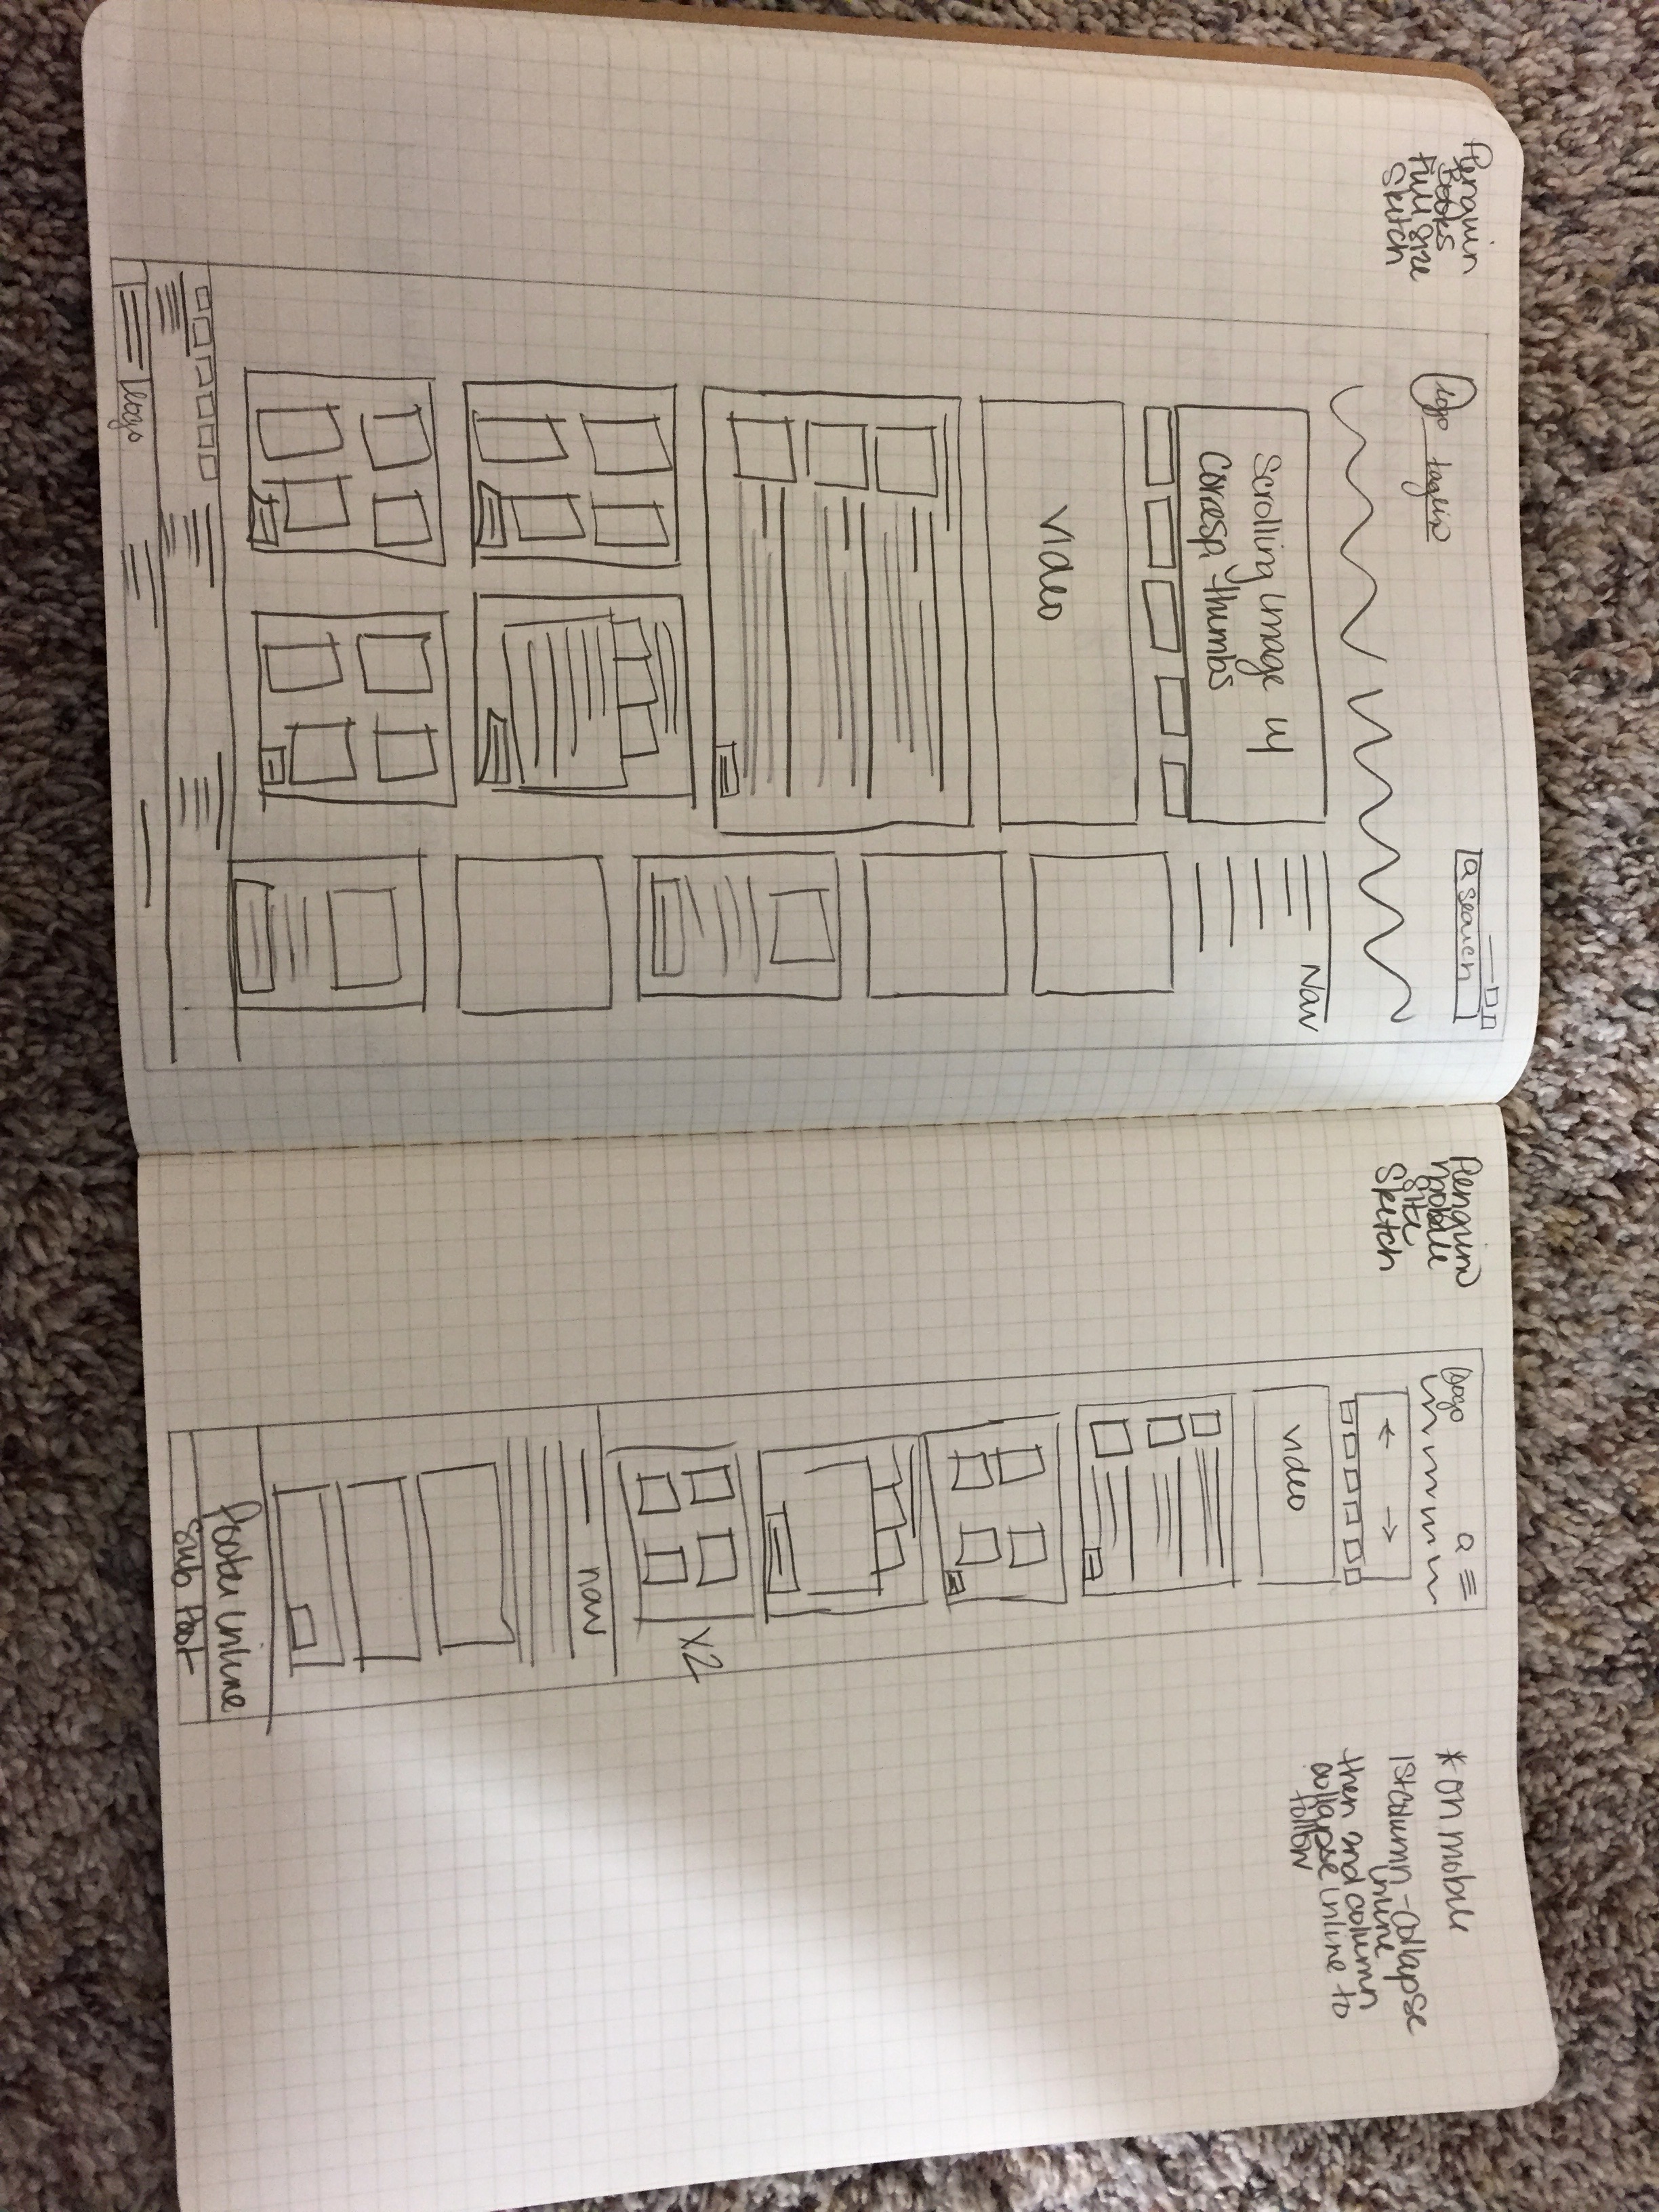 Penguin
Books
Full size
Sketch
logo tagline
search
Nav
Scrolling image w/
Corresp. thumbs
Video
logo
Penguin
mobile
site
Sketch
logo
Video
x2
nav
Footer inline
Sub Foot
* on mobile
1st column - collapse
inline
then 2nd column
collapse inline to
follow